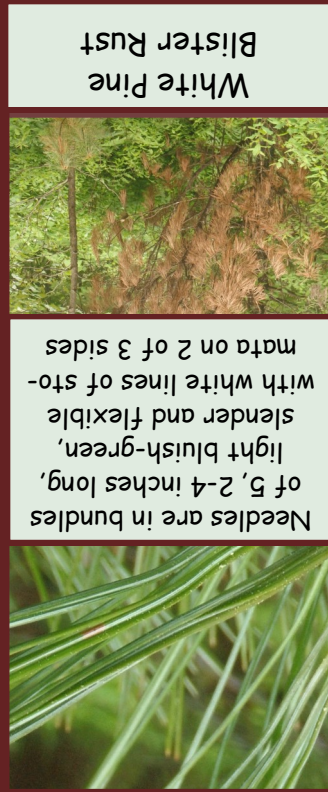 Needles are in bundles
of 5, 2-4 inches long,
light bluish-green,
slender and flexible
with white lines of sto-
mata on 2 of 3 sides
White Pine
Blister Rust